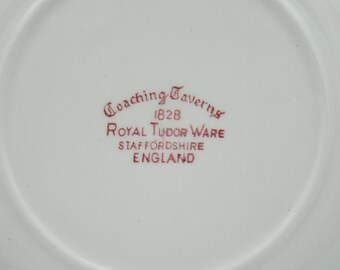 Coaching Taverns
1828
ROYAL TUDOR WARE
STAFFORDSHIRE
ENGLAND